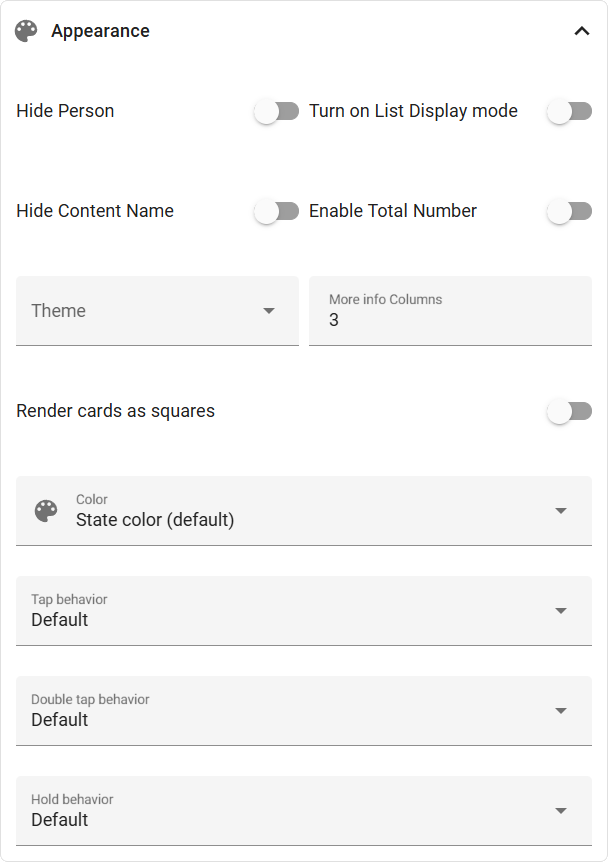 Appearance
Hide Person
Turn on List Display mode
Hide Content Name
Enable Total Number
Theme
More info Columns
3
Render cards as squares
Color
State color (default)
Tap behavior
Default
Double tap behavior
Default
Hold behavior
Default